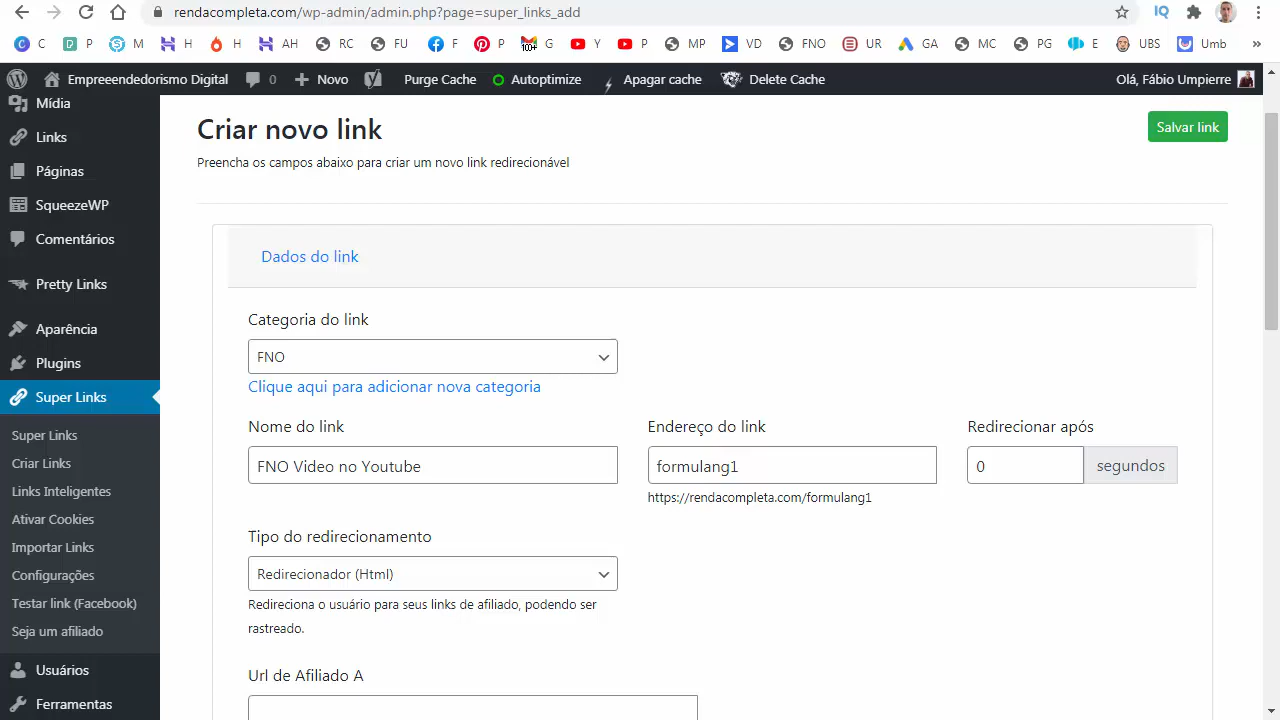 rendacompleta.com/wp-admin/admin.php?page=super_links_add
C P M H H AH RC FU F P G Y P MP VD FNO UR GA MC PG E UBS Umb »
Empreeendedorismo Digital 0 Novo Purge Cache Autoptimize Apagar cache Delete Cache Olá, Fábio Umpierre
Mídia
Links
Páginas
SqueezeWP
Comentários
Pretty Links
Aparência
Plugins
Super Links
Super Links
Criar Links
Links Inteligentes
Ativar Cookies
Importar Links
Configurações
Testar link (Facebook)
Seja um afiliado
Usuários
Ferramentas
Criar novo link
Salvar link
Preencha os campos abaixo para criar um novo link redirecionável
Dados do link
Categoria do link
FNO
Clique aqui para adicionar nova categoria
Nome do link Endereço do link Redirecionar após
FNO Video no Youtube formulang1 0 segundos
https://rendacompleta.com/formulang1
Tipo do redirecionamento
Redirecionador (Html)
Redireciona o usuário para seus links de afiliado, podendo ser
rastreado.
Url de Afiliado A